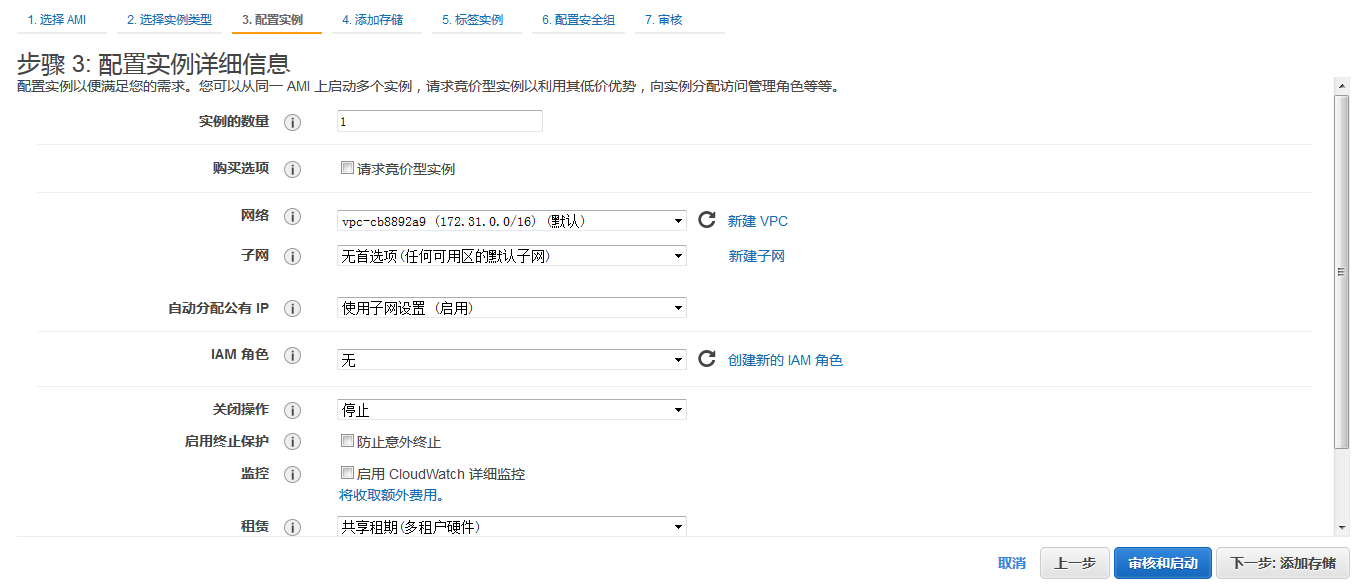 1. 选择 AMI 2. 选择实例类型 3. 配置实例 4. 添加存储 5. 标签实例 6. 配置安全组 7. 审核
步骤 3: 配置实例详细信息
配置实例以便满足您的需求。您可以从同一 AMI 上启动多个实例，请求竞价型实例以利用其低价优势，向实例分配访问管理角色等等。
实例的数量 i 1
购买选项 i 请求竞价型实例
网络 i vpc-cb8892a9 (172.31.0.0/16) (默认) 新建 VPC
子网 i 无首选项(任何可用区的默认子网) 新建子网
自动分配公有 IP i 使用子网设置 (启用)
IAM 角色 i 无 创建新的 IAM 角色
关闭操作 i 停止
启用终止保护 i 防止意外终止
监控 i 启用 CloudWatch 详细监控
将收取额外费用。
租赁 i 共享租期(多租户硬件)
取消 上一步 审核和启动 下一步: 添加存储